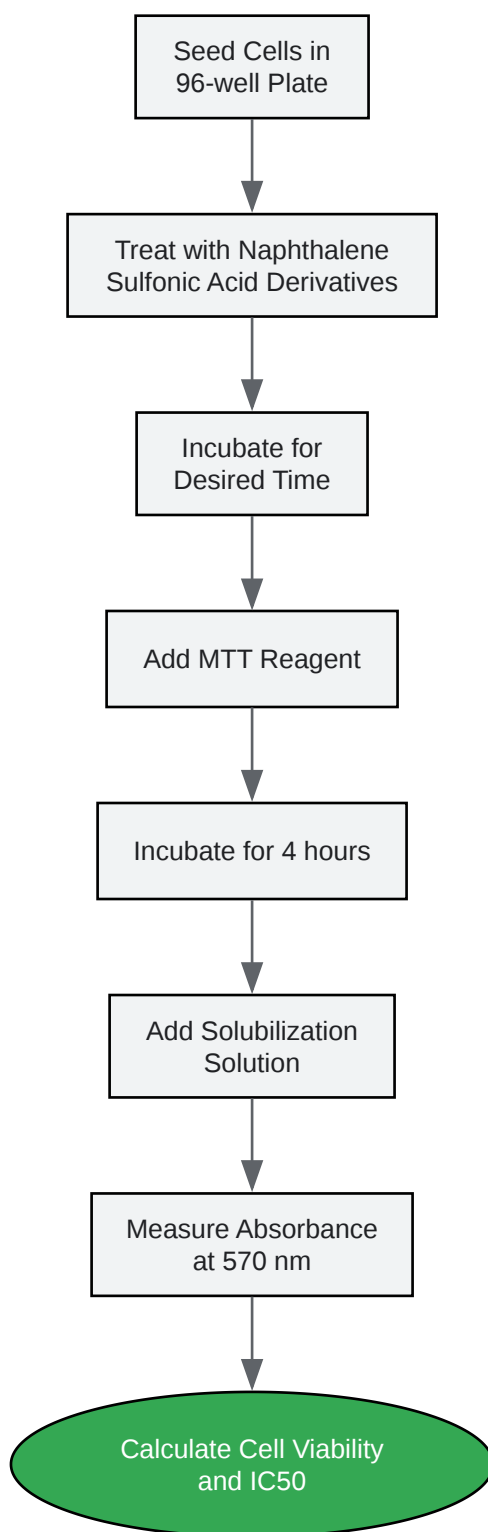 Seed Cells in
96-well Plate
Treat with Naphthalene
Sulfonic Acid Derivatives
Incubate for
Desired Time
Add MTT Reagent
Incubate for 4 hours
Add Solubilization
Solution
Measure Absorbance
at 570 nm
Calculate Cell Viability
and IC50